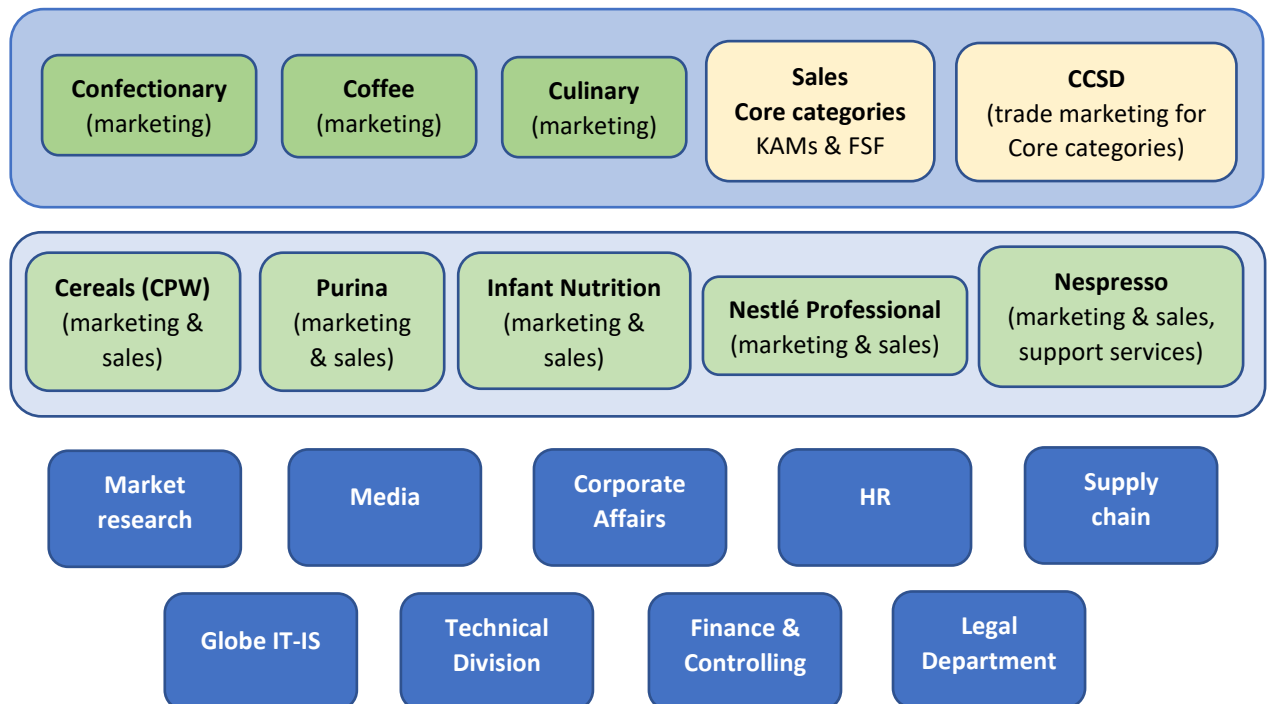 Confectionary
(marketing)
Coffee
(marketing)
Culinary
(marketing)
Sales
Core categories
KAMs & FSF
CCSD
(trade marketing for
Core categories)
Cereals (CPW)
(marketing &
sales)
Purina
(marketing
& sales)
Infant Nutrition
(marketing &
sales)
Nestlé Professional
(marketing & sales)
Nespresso
(marketing & sales,
support services)
Market
research
Media
Corporate
Affairs
HR
Supply
chain
Globe IT-IS
Technical
Division
Finance &
Controlling
Legal
Department